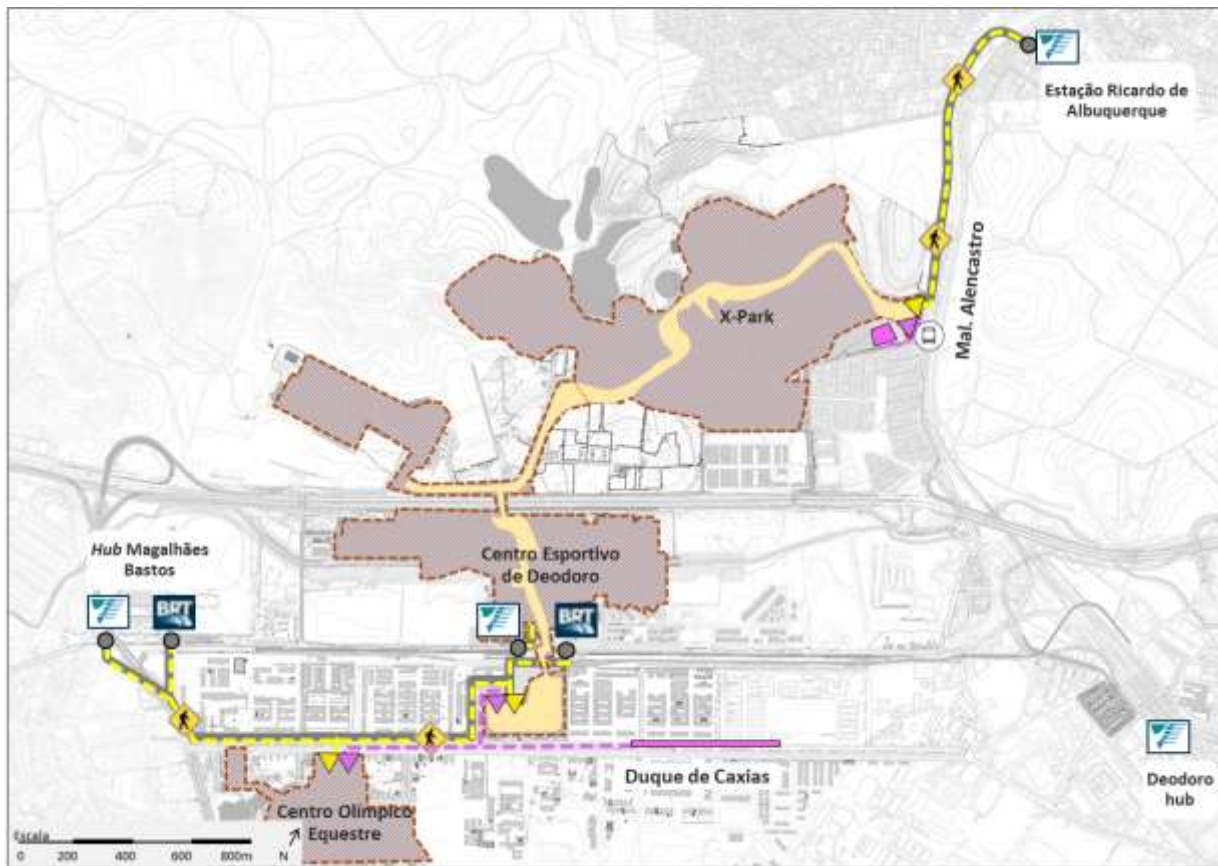 Estação Ricardo de
Albuquerque
Mal. Alencastro
X-Park
Hub Magalhães
Bastos
BRT
Centro Esportivo
de Deodoro
BRT
Duque de Caxias
Deodoro
hub
Centro Olímpico
Equestre
Escala
0 200 400 600 800m N